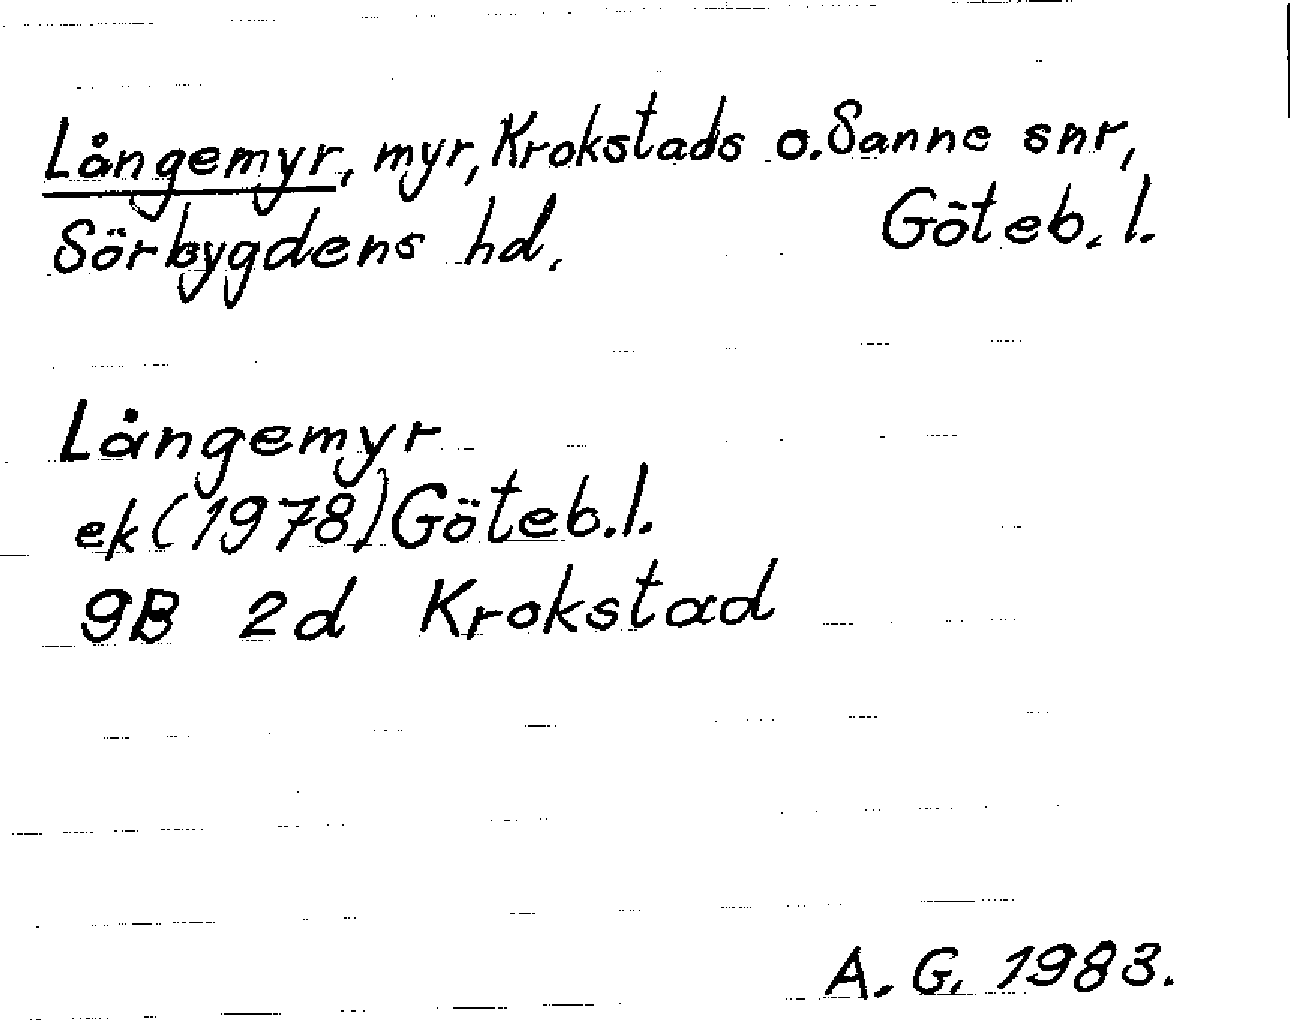 Långemyr, myr, Krokstads o. Sanne snr,
Sörbygdens hd. Göteb. l.
Långemyr
ek (1978) Göteb. l.
9B 2d Krokstad
A. G. 1983.